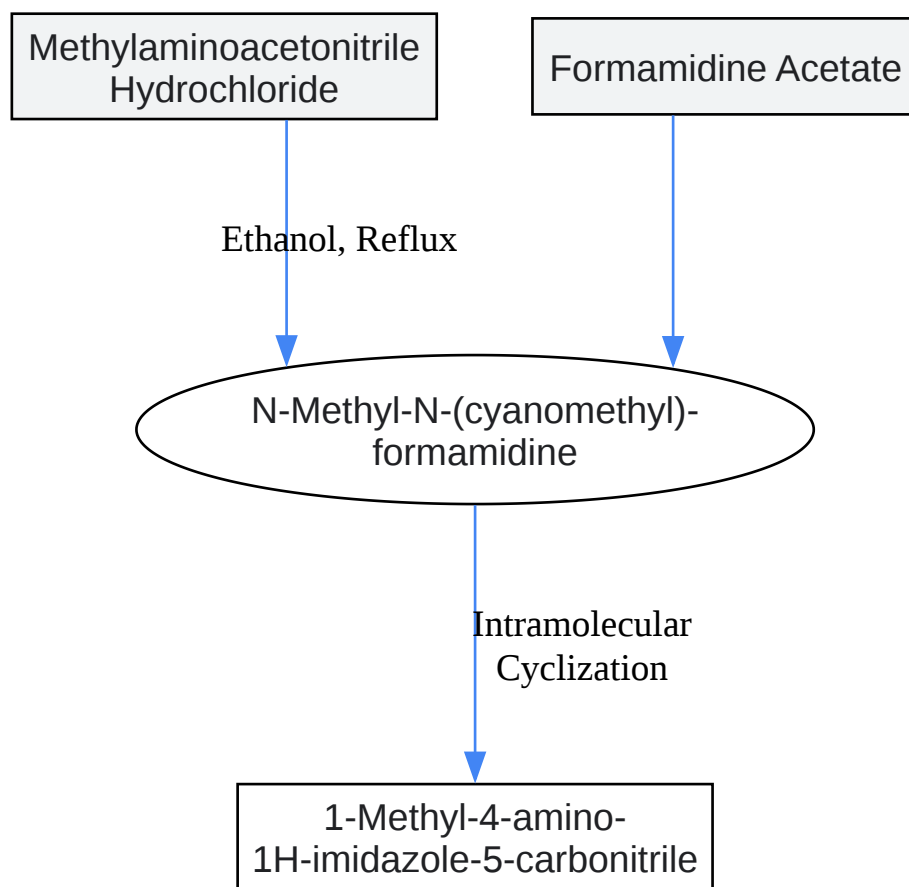 Methylaminoacetonitrile
Hydrochloride
Formamidine Acetate
Ethanol, Reflux
N-Methyl-N-(cyanomethyl)-
formamidine
Intramolecular
Cyclization
1-Methyl-4-amino-
1H-imidazole-5-carbonitrile